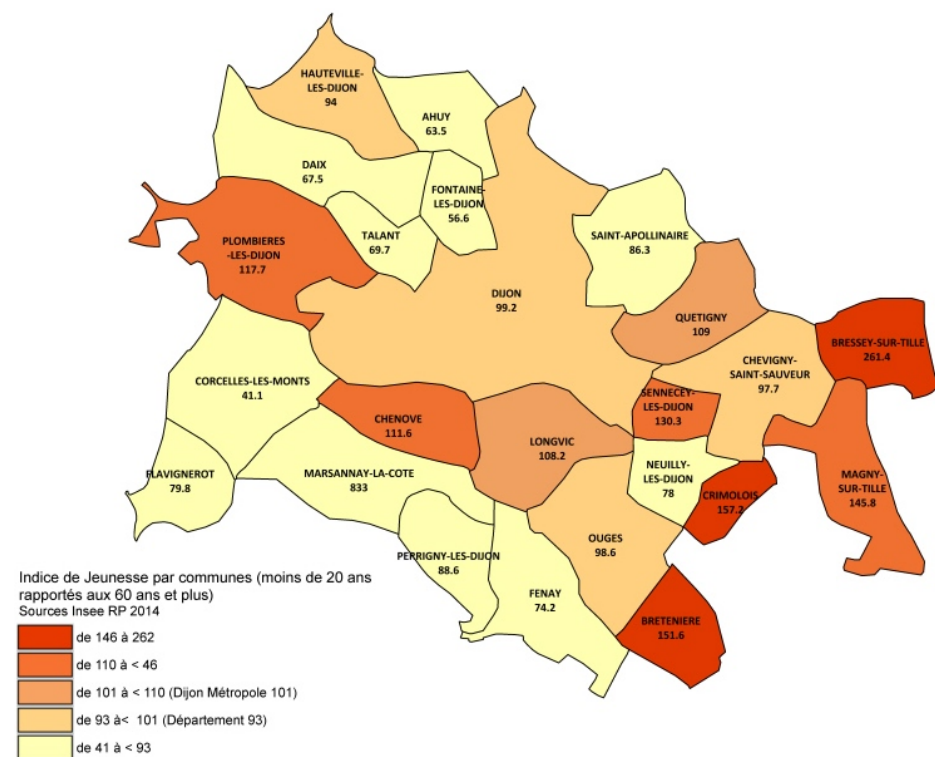 HAUTEVILLE
-LES-DIJON
94
AHUY
63.5
DAIX
67.5
FONTAINE-
LES-DIJON
56.6
TALANT
69.7
SAINT-APOLLINAIRE
86.3
PLOMBIERES
-LES-DIJON
117.7
DIJON
99.2
QUETIGNY
109
BRESSEY-SUR-TILLE
261.4
CHEVIGNY-
SAINT-SAUVEUR
97.7
CORCELLES-LES-MONTS
41.1
SENNECEY-
LES-DIJON
130.3
CHENOVE
111.6
LONGVIC
108.2
FLAVIGNEROT
79.8
MARSANNAY-LA-COTE
833
NEUILLY-
LES-DIJON
78
CRIMOLOIS
157.2
MAGNY-
SUR-TILLE
145.8
OUGES
98.6
PERRIGNY-LES-DIJON
88.6
FENAY
74.2
BRETENIERE
151.6
Indice de Jeunesse par communes (moins de 20 ans
rapportés aux 60 ans et plus)
Sources Insee RP 2014
de 146 à 262
de 110 à < 46
de 101 à < 110 (Dijon Métropole 101)
de 93 à< 101 (Département 93)
de 41 à < 93